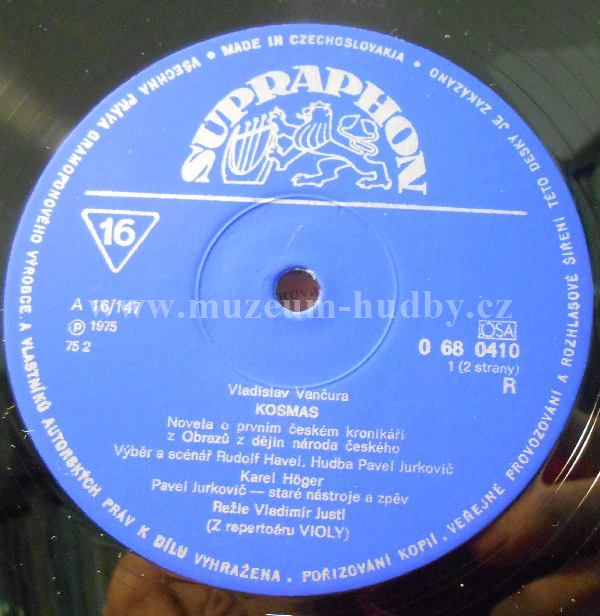 MADE IN CZECHOSLOVAKIA • VŠECHNA PRÁVA GRAMOFONOVÉHO VÝROBCE A VLASTNÍKŮ AUTORSKÝCH PRÁV K DÍLU VYHRAŽENA. POŘIZOVÁNÍ KOPIÍ, VEŘEJNÉ PROVOZOVÁNÍ A ROZHLASOVÉ ŠÍŘENÍ TÉTO DESKY JE ZAKÁZÁNO •
SUPRAPHON
16
A 16/147
www.muzeum-hudby.cz
℗ 1975
75 2
OSA
0 68 0410
1 (2 strany)
R
Vladislav Vančura
KOSMAS
Novela o prvním českém kronikáři
z Obrazů z dějin národa českého
Výběr a scénář Rudolf Havel. Hudba Pavel Jurkovič
Karel Höger
Pavel Jurkovič — staré nástroje a zpěv
Režie Vladimír Justl
(Z repertoáru VIOLY)